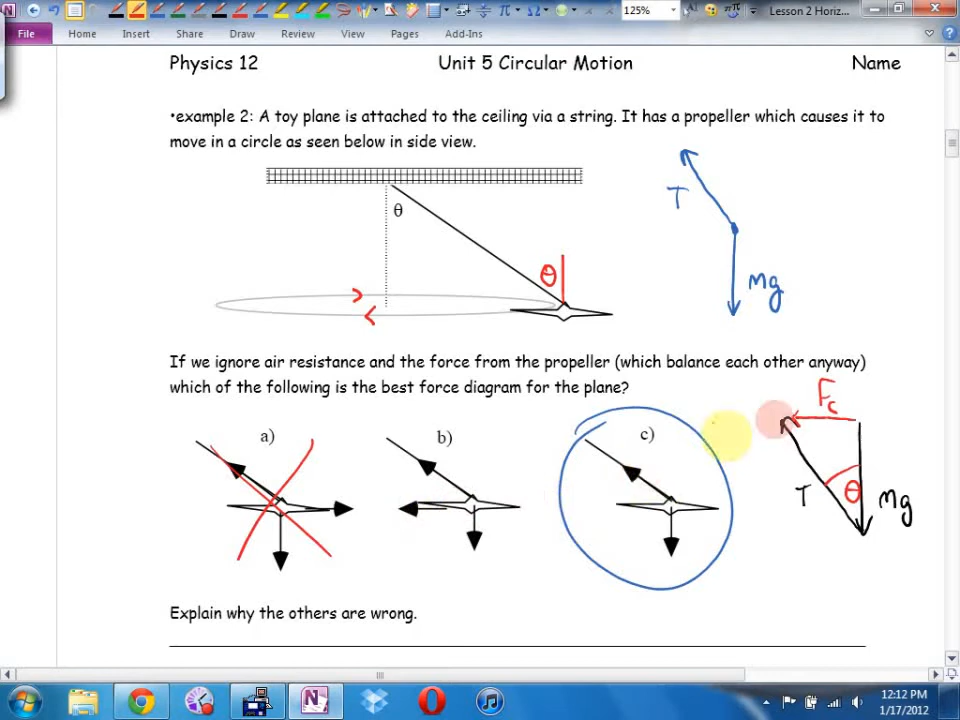 125%
Lesson 2 Horiz...
File
Home
Insert
Share
Draw
Review
View
Pages
Add-Ins
Physics 12
Unit 5 Circular Motion
Name
•example 2: A toy plane is attached to the ceiling via a string. It has a propeller which causes it to
move in a circle as seen below in side view.
θ
θ
T
Mg
If we ignore air resistance and the force from the propeller (which balance each other anyway)
which of the following is the best force diagram for the plane?
a)
b)
c)
Fc
T
θ
Mg
Explain why the others are wrong.
12:12 PM
1/17/2012